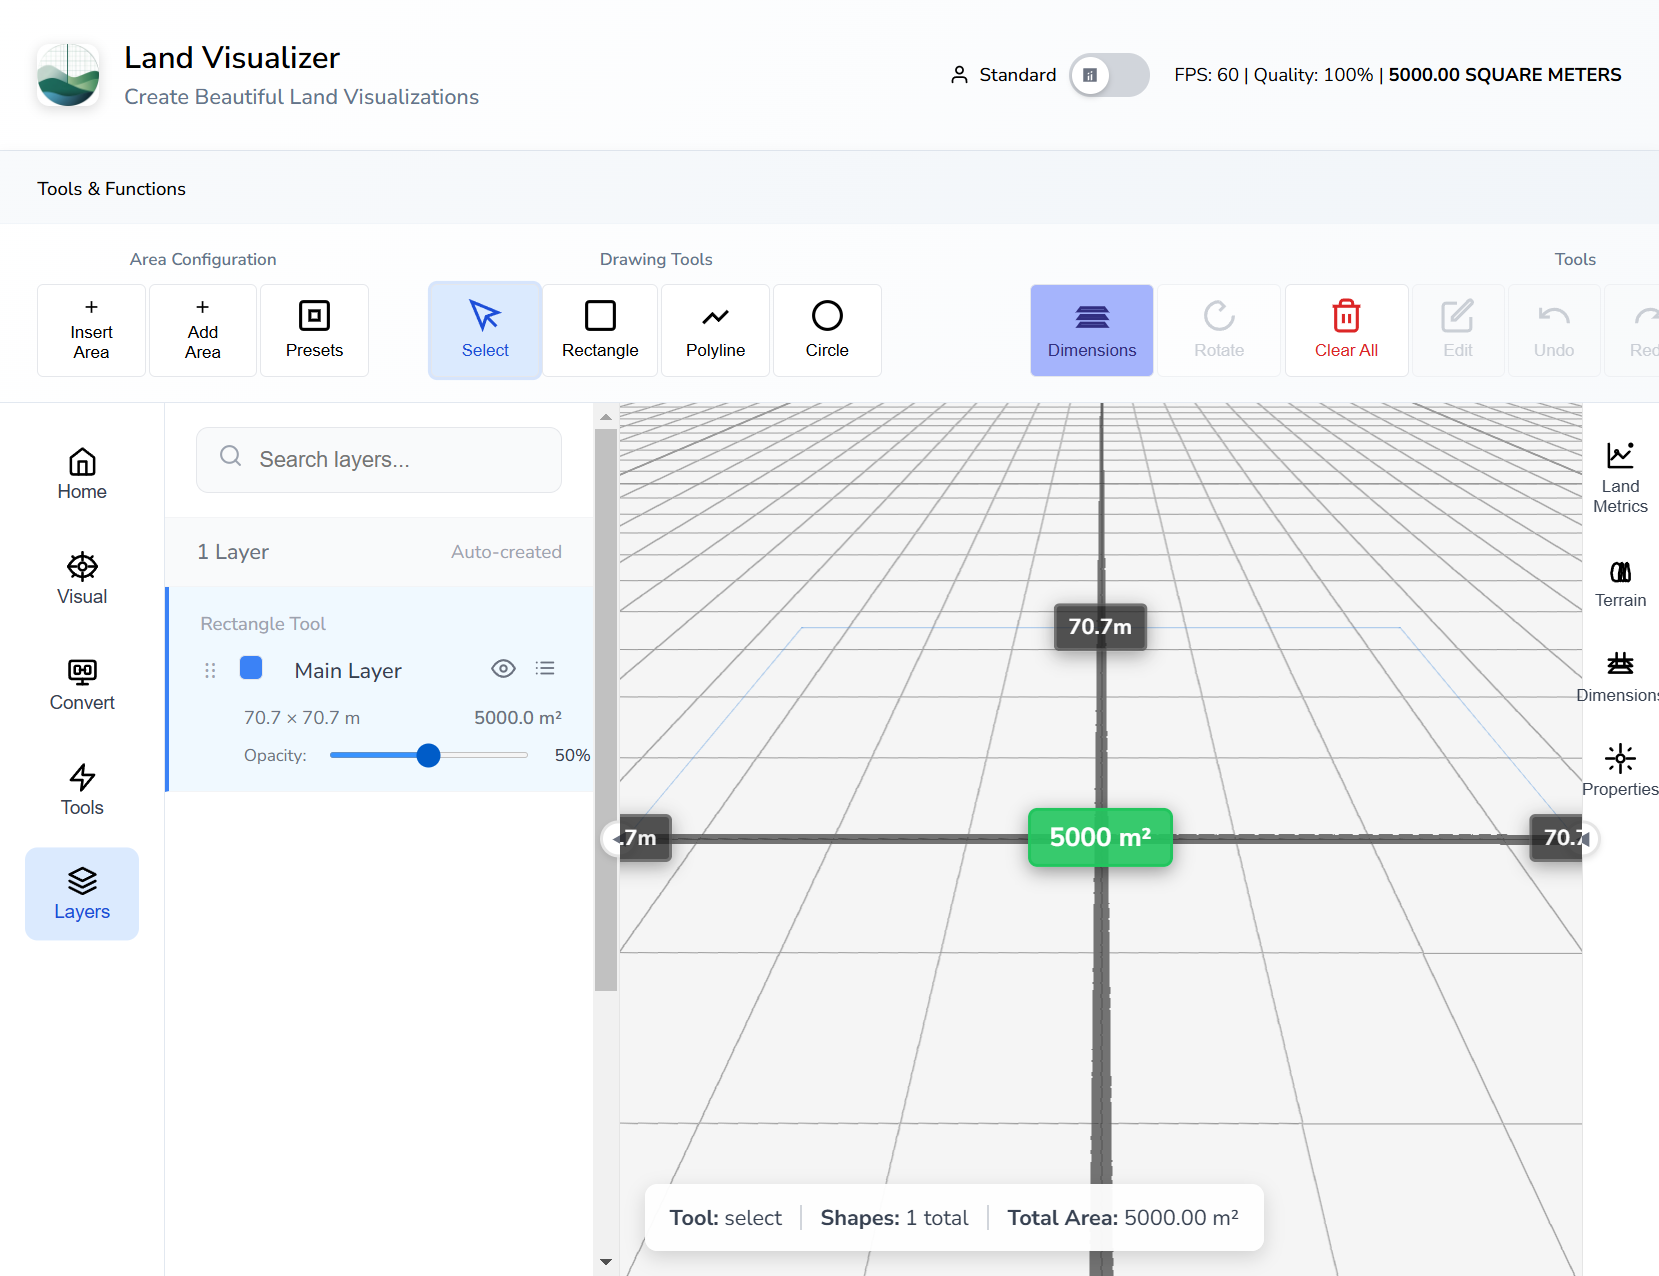 Land Visualizer
Create Beautiful Land Visualizations
Standard
FPS: 60 | Quality: 100% | 5000.00 SQUARE METERS
Tools & Functions
Area Configuration
Drawing Tools
Tools
Insert
Area
Add
Area
Presets
Select
Rectangle
Polyline
Circle
Dimensions
Rotate
Clear All
Edit
Undo
Red
Home
Visual
Convert
Tools
Layers
Search layers...
1 Layer
Auto-created
Rectangle Tool
Main Layer
70.7 × 70.7 m
5000.0 m²
Opacity:
50%
70.7m
.7m
5000 m²
70.7
Land
Metrics
Terrain
Dimensions
Properties
Tool: select
Shapes: 1 total
Total Area: 5000.00 m²